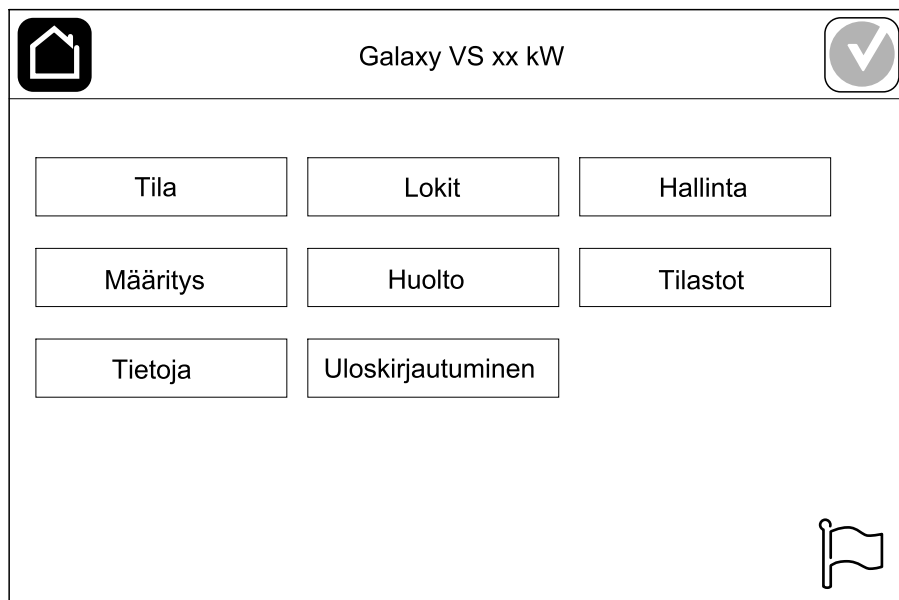 Galaxy VS xx kW
Tila
Lokit
Hallinta
Määritys
Huolto
Tilastot
Tietoja
Uloskirjautuminen